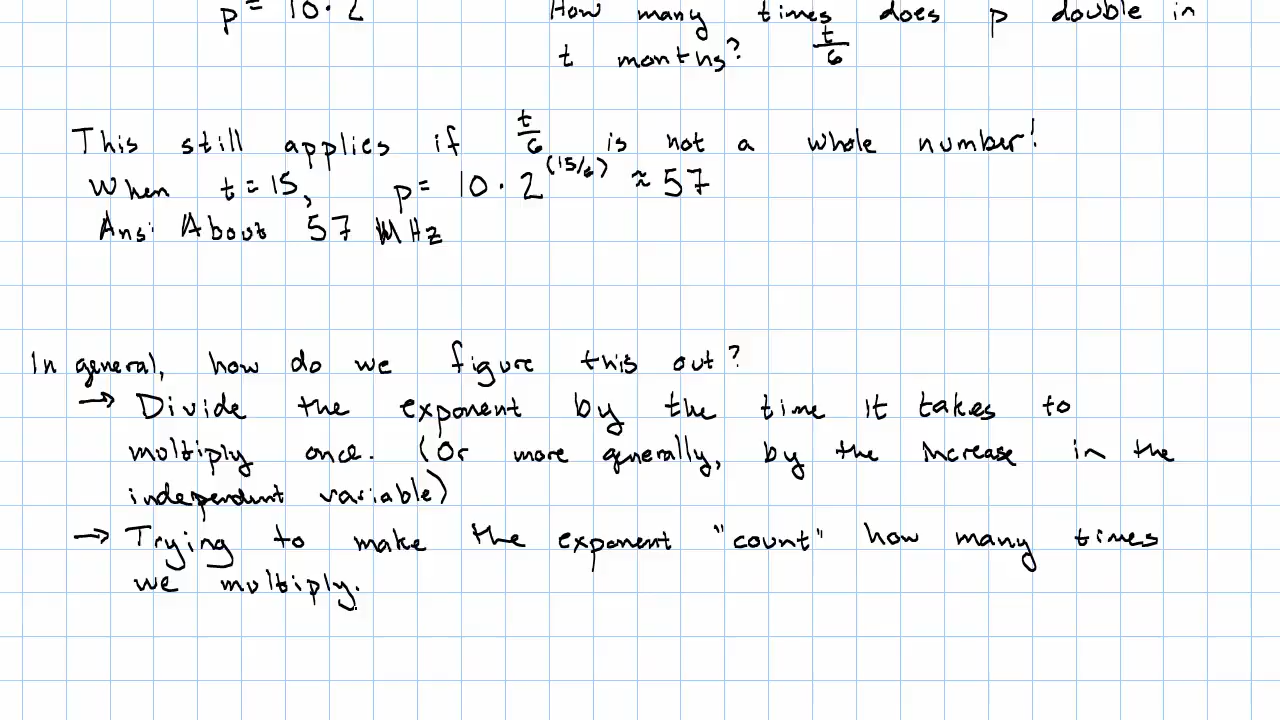 p = 10 · 2 How many times does p double in
t months? t/6
This still applies if t/6 is not a whole number!
When t = 15, p = 10 · 2^(15/6) ≈ 57
Ans: About 57 MHz
In general, how do we figure this out?
→ Divide the exponent by the time it takes to
multiply once. (Or more generally, by the increase in the
independent variable)
→ Trying to make the exponent "count" how many times
we multiply.